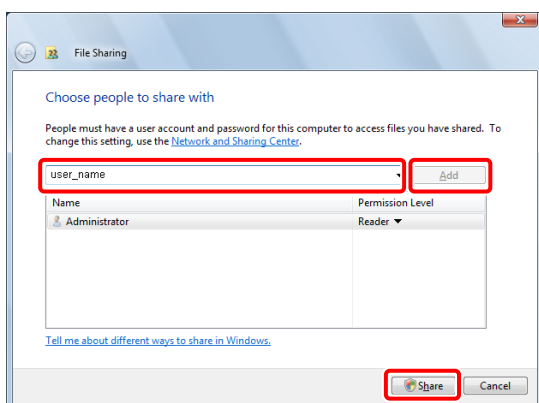 File Sharing
Choose people to share with
People must have a user account and password for this computer to access files you have shared. To
change this setting, use the Network and Sharing Center.
user_name Add
Name Permission Level
Administrator Reader
Tell me about different ways to share in Windows.
Share Cancel